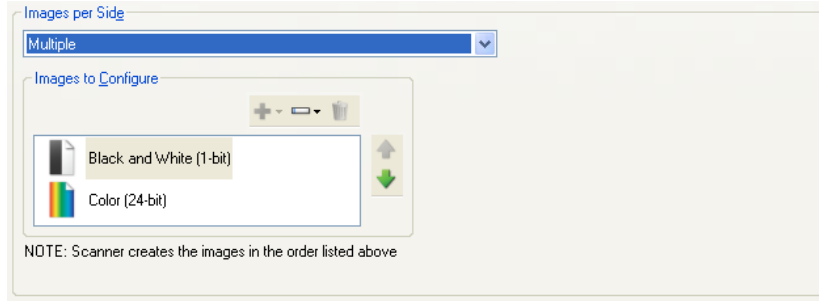 Images per Side
Multiple
Images to Configure
Black and White (1-bit)
Color (24-bit)
NOTE: Scanner creates the images in the order listed above